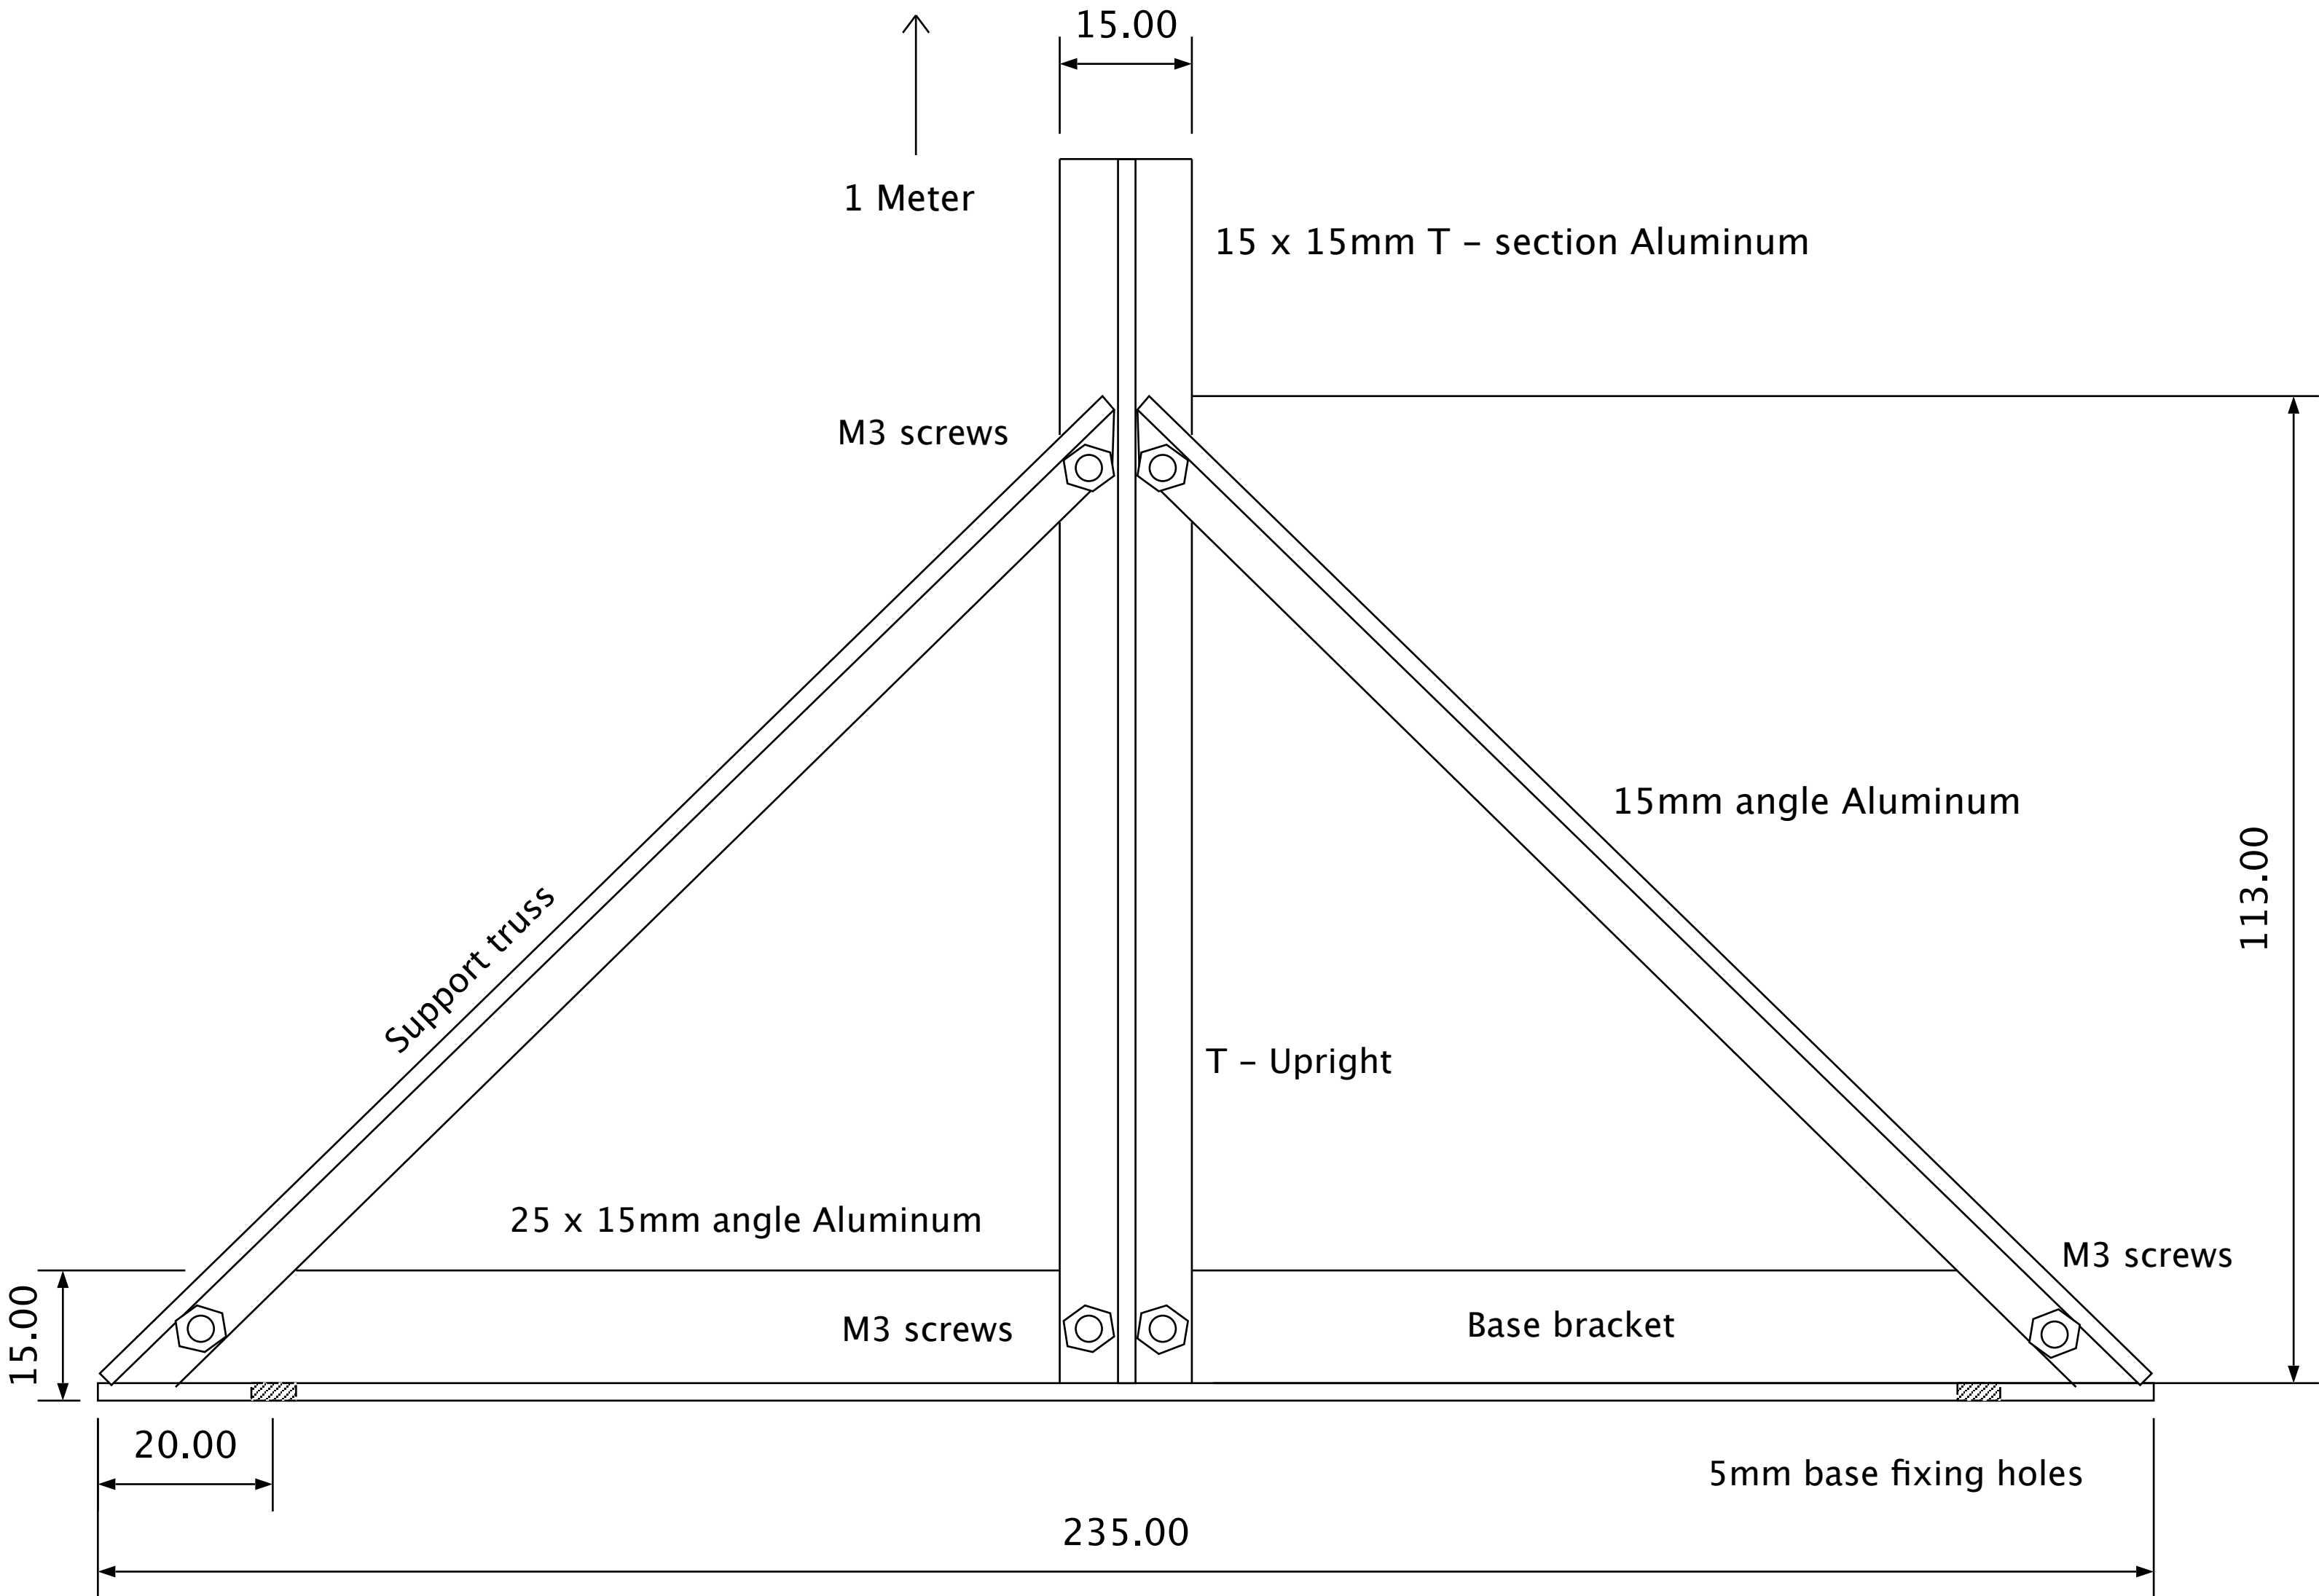 15.00
1 Meter
15 x 15mm T – section Aluminum
M3 screws
15mm angle Aluminum
113.00
Support truss
T – Upright
25 x 15mm angle Aluminum
M3 screws
15.00
M3 screws
Base bracket
20.00
5mm base fixing holes
235.00